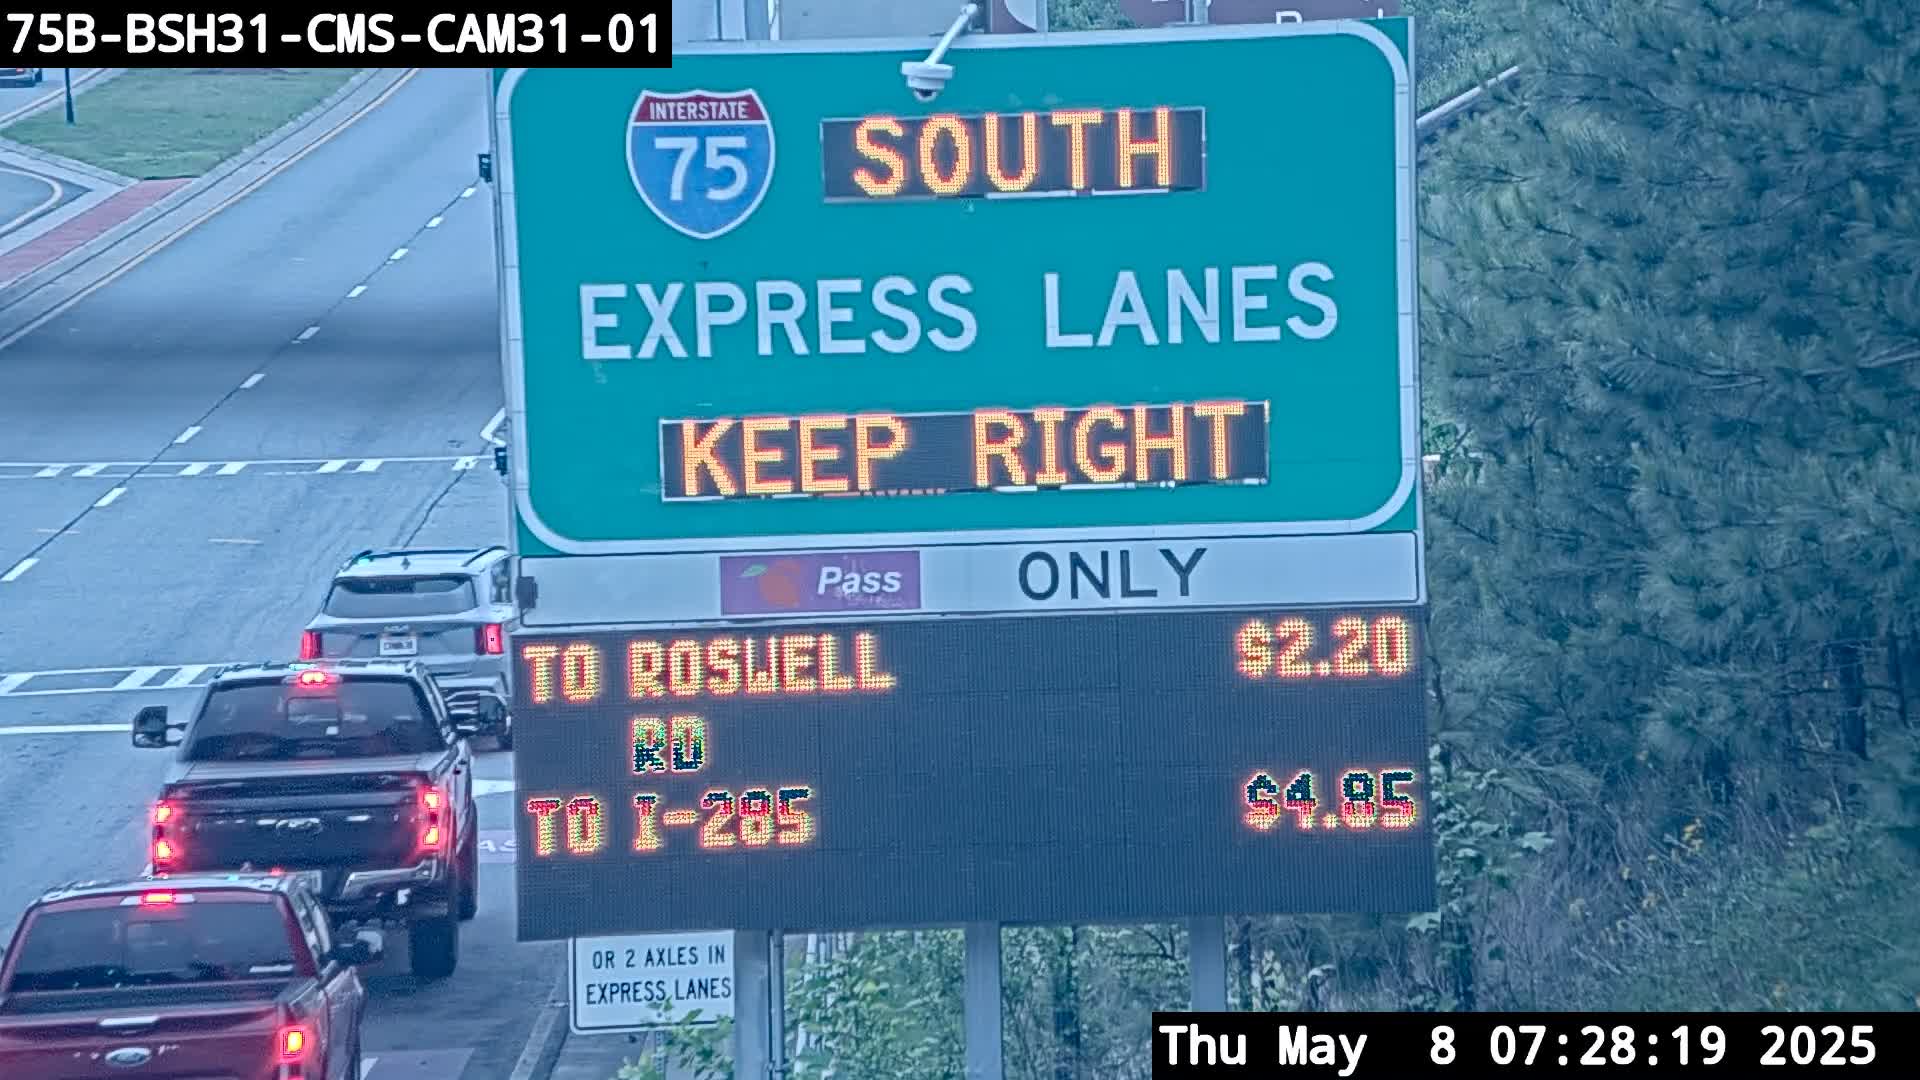 75B-BSH31-CMS-CAM31-01
INTERSTATE
75
SOUTH
EXPRESS LANES
KEEP RIGHT
Pass ONLY
TO ROSWELL $2.20
RD
TO I-285 $4.85
OR 2 AXLES IN
EXPRESS LANES
Ford
Thu May 8 07:28:19 2025